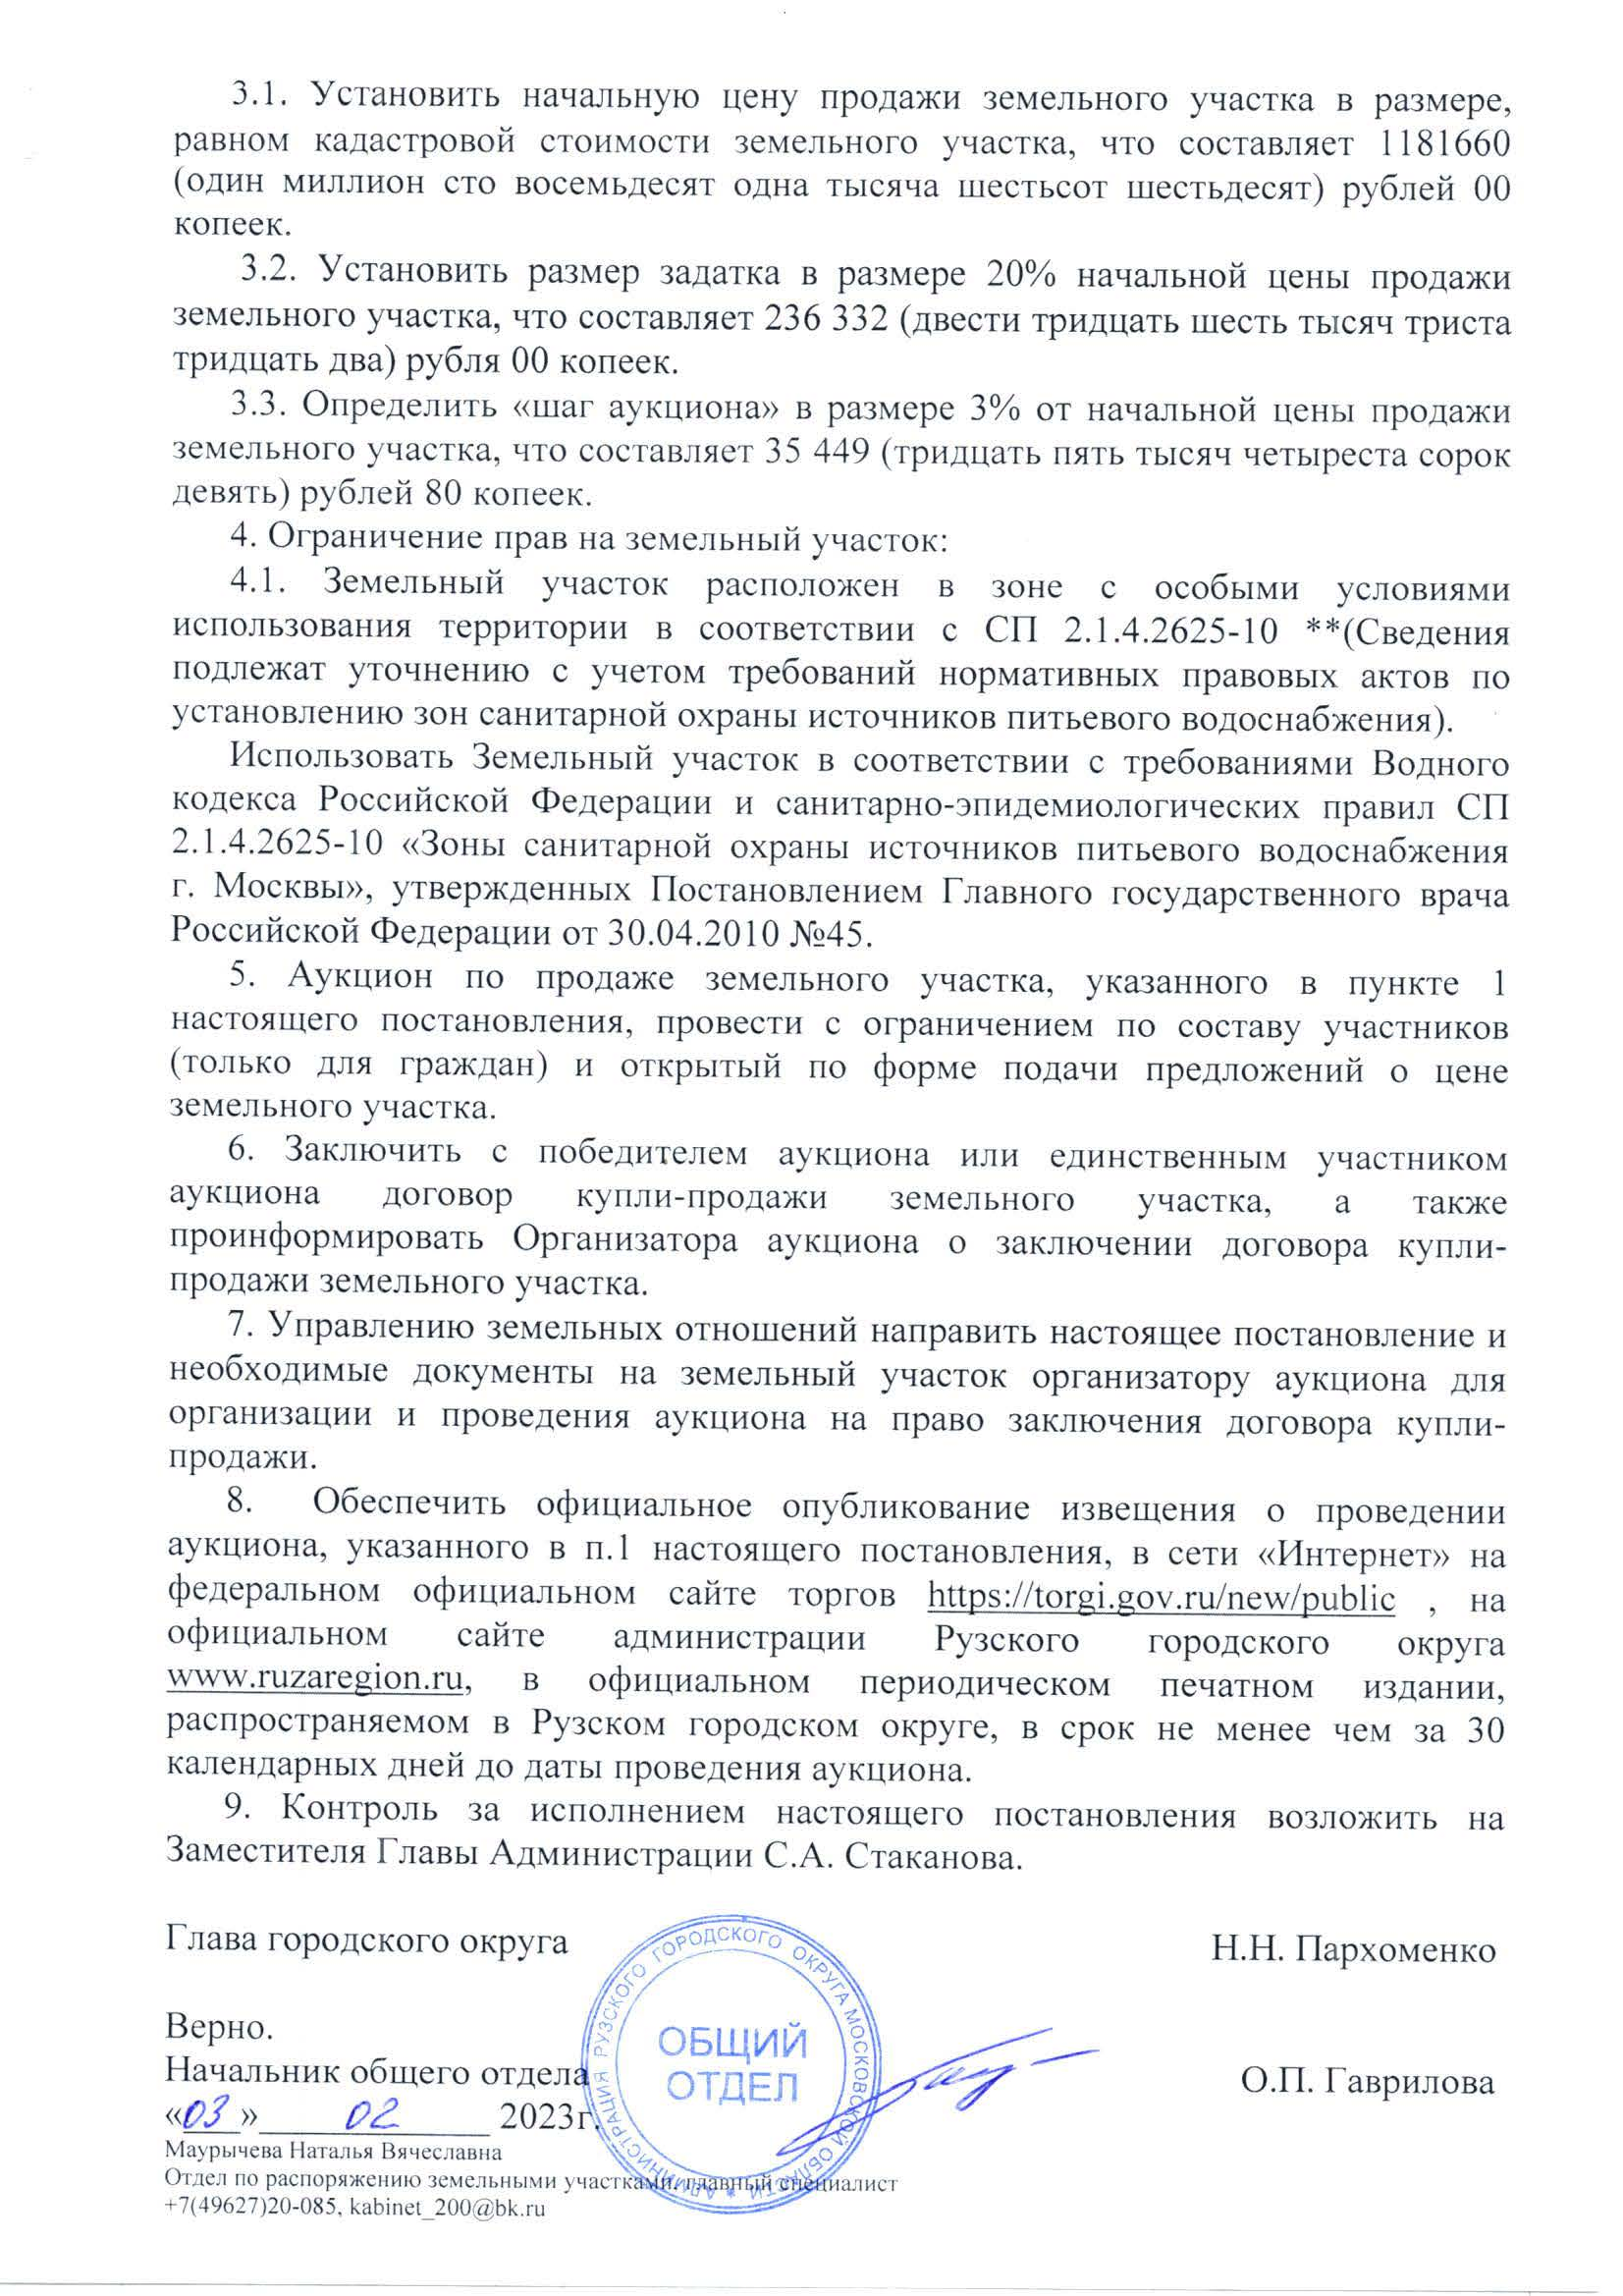 3.1. Установить начальную цену продажи земельного участка в размере,
равном кадастровой стоимости земельного участка, что составляет 1181660
(один миллион сто восемьдесят одна тысяча шестьсот шестьдесят) рублей 00
копеек.
3.2. Установить размер задатка в размере 20% начальной цены продажи
земельного участка, что составляет 236 332 (двести тридцать шесть тысяч триста
тридцать два) рубля 00 копеек.
3.3. Определить «шаг аукциона» в размере 3% от начальной цены продажи
земельного участка, что составляет 35 449 (тридцать пять тысяч четыреста сорок
девять) рублей 80 копеек.
4. Ограничение прав на земельный участок:
4.1. Земельный участок расположен в зоне с особыми условиями
использования территории в соответствии с СП 2.1.4.2625-10 **(Сведения
подлежат уточнению с учетом требований нормативных правовых актов по
установлению зон санитарной охраны источников питьевого водоснабжения).
Использовать Земельный участок в соответствии с требованиями Водного
кодекса Российской Федерации и санитарно-эпидемиологических правил СП
2.1.4.2625-10 «Зоны санитарной охраны источников питьевого водоснабжения
г. Москвы», утвержденных Постановлением Главного государственного врача
Российской Федерации от 30.04.2010 №45.
5. Аукцион по продаже земельного участка, указанного в пункте 1
настоящего постановления, провести с ограничением по составу участников
(только для граждан) и открытый по форме подачи предложений о цене
земельного участка.
6. Заключить с победителем аукциона или единственным участником
аукциона договор купли-продажи земельного участка, а также
проинформировать Организатора аукциона о заключении договора купли-
продажи земельного участка.
7. Управлению земельных отношений направить настоящее постановление и
необходимые документы на земельный участок организатору аукциона для
организации и проведения аукциона на право заключения договора купли-
продажи.
8. Обеспечить официальное опубликование извещения о проведении
аукциона, указанного в п.1 настоящего постановления, в сети «Интернет» на
федеральном официальном сайте торгов https://torgi.gov.ru/new/public , на
официальном сайте администрации Рузского городского округа
www.ruzaregion.ru, в официальном периодическом печатном издании,
распространяемом в Рузском городском округе, в срок не менее чем за 30
календарных дней до даты проведения аукциона.
9. Контроль за исполнением настоящего постановления возложить на
Заместителя Главы Администрации С.А. Стаканова.
Глава городского округа Н.Н. Пархоменко
Верно.
Начальник общего отдела О.П. Гаврилова
«03» 02 2023г.
АДМИНИСТРАЦИЯ РУЗСКОГО ГОРОДСКОГО ОКРУГА МОСКОВСКОЙ ОБЛАСТИ *
ОБЩИЙ
ОТДЕЛ
Маурычева Наталья Вячеславна
Отдел по распоряжению земельными участками, главный специалист
+7(49627)20-085, kabinet_200@bk.ru